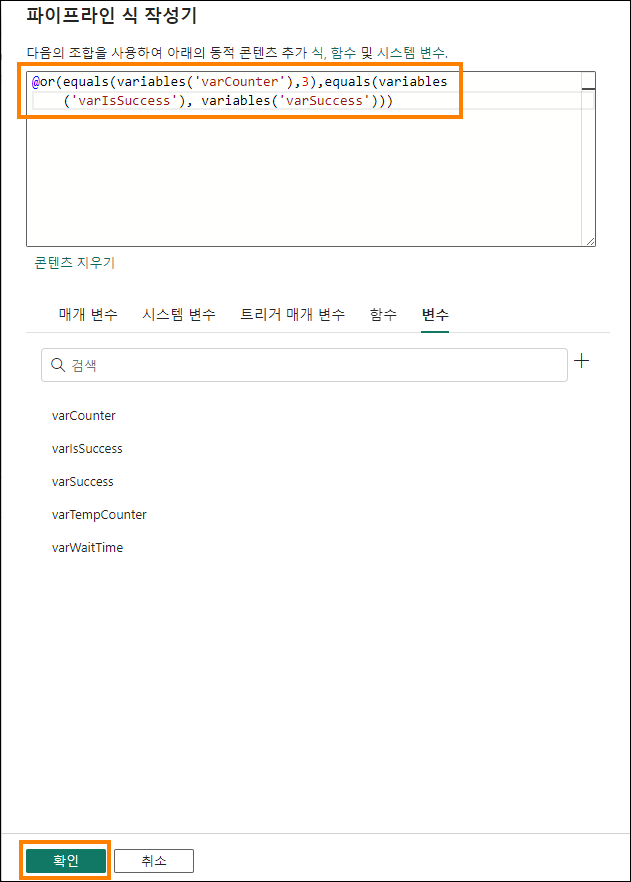 파이프라인 식 작성기
다음의 조합을 사용하여 아래의 동적 콘텐츠 추가 식, 함수 및 시스템 변수.
@or(equals(variables('varCounter'),3),equals(variables
('varIsSuccess'), variables('varSuccess')))
콘텐츠 지우기
매개 변수 시스템 변수 트리거 매개 변수 함수 변수
검색
varCounter
varIsSuccess
varSuccess
varTempCounter
varWaitTime
확인 취소